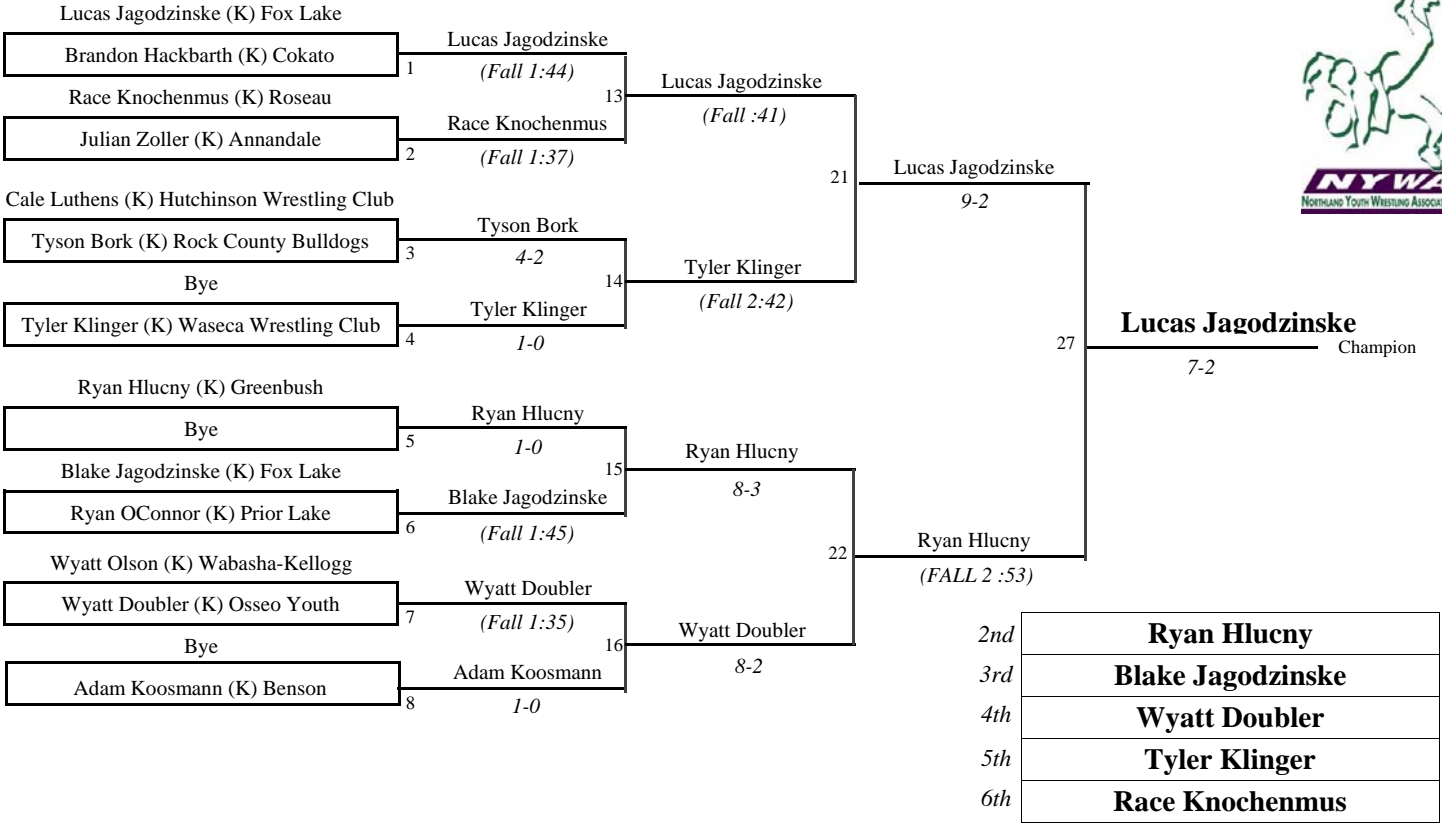 Lucas Jagodzinske (K) Fox Lake
Brandon Hackbarth (K) Cokato
1
Lucas Jagodzinske
(Fall 1:44)
Race Knochenmus (K) Roseau
Julian Zoller (K) Annandale
2
Race Knochenmus
(Fall 1:37)
13
Lucas Jagodzinske
(Fall :41)
Cale Luthens (K) Hutchinson Wrestling Club
Tyson Bork (K) Rock County Bulldogs
3
Tyson Bork
4-2
Bye
Tyler Klinger (K) Waseca Wrestling Club
4
Tyler Klinger
1-0
14
Tyler Klinger
(Fall 2:42)
21
Lucas Jagodzinske
9-2
Ryan Hlucny (K) Greenbush
Bye
5
Ryan Hlucny
1-0
Blake Jagodzinske (K) Fox Lake
Ryan OConnor (K) Prior Lake
6
Blake Jagodzinske
(Fall 1:45)
15
Ryan Hlucny
8-3
Wyatt Olson (K) Wabasha-Kellogg
Wyatt Doubler (K) Osseo Youth
7
Wyatt Doubler
(Fall 1:35)
Bye
Adam Koosmann (K) Benson
8
Adam Koosmann
1-0
16
Wyatt Doubler
8-2
22
Ryan Hlucny
(FALL 2 :53)
27
Lucas Jagodzinske
Champion
7-2
NYWA
NORTHLAND YOUTH WRESTLING
2nd Ryan Hlucny
3rd Blake Jagodzinske
4th Wyatt Doubler
5th Tyler Klinger
6th Race Knochenmus